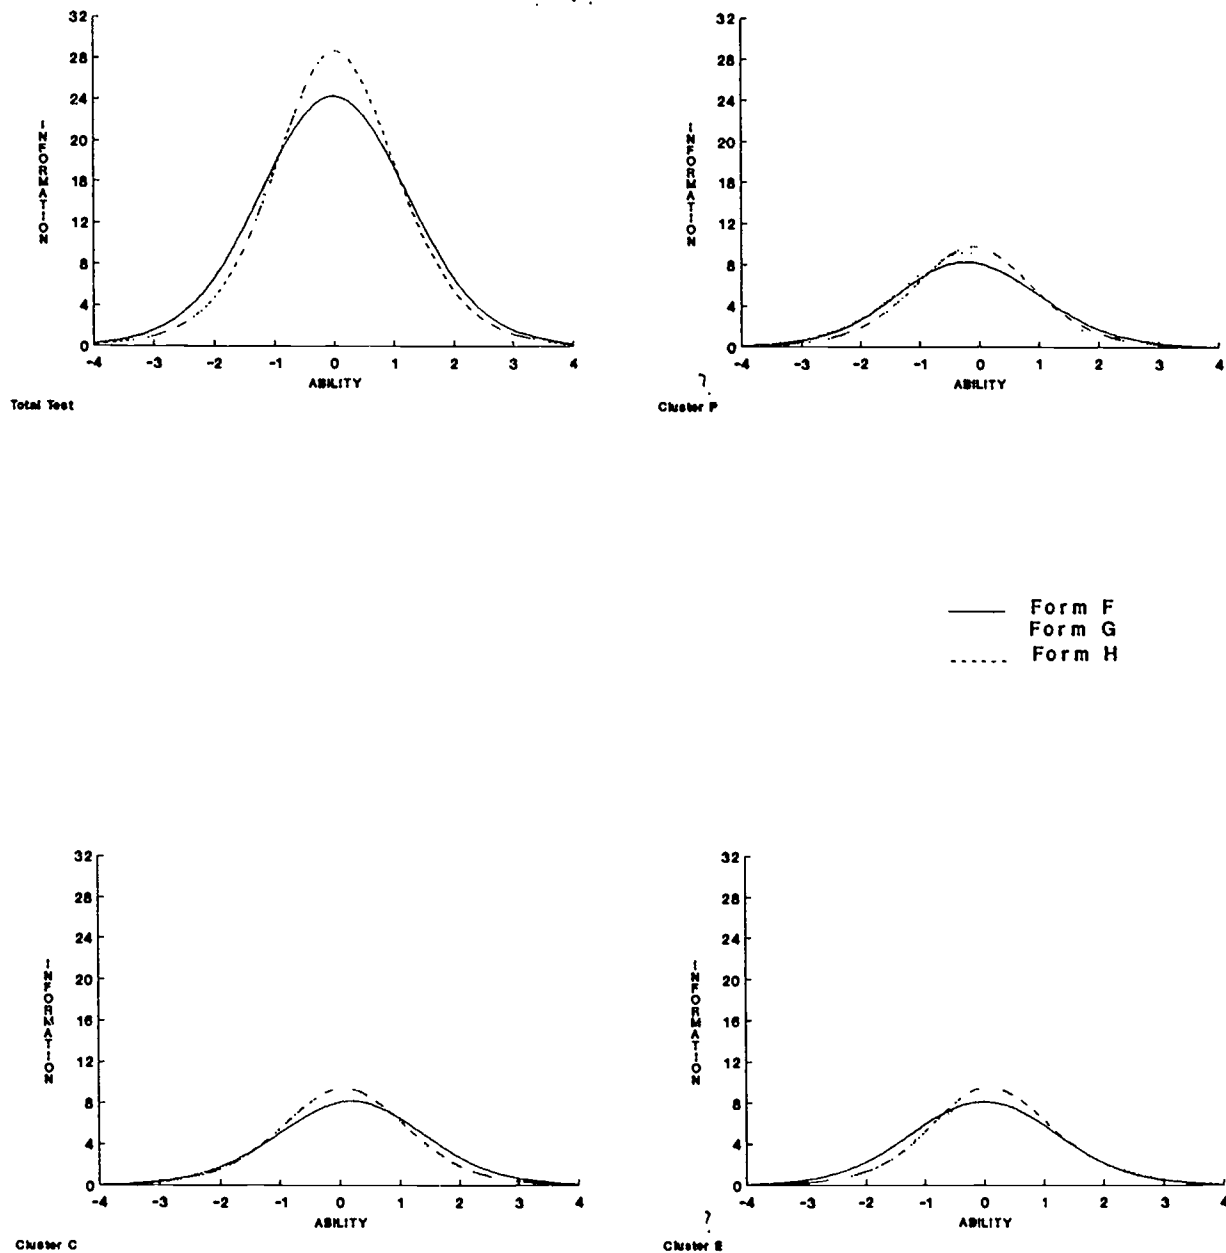 32
28
24
20
16
12
8
4
0
INFORMATION
-4 -3 -2 -1 0 1 2 3 4
ABILITY
Total Test
32
28
24
20
16
12
8
4
0
INFORMATION
-4 -3 -2 -1 0 1 2 3 4
ABILITY
?
Cluster P
Form F
Form G
Form H
32
28
24
20
16
12
8
4
0
INFORMATION
-4 -3 -2 -1 0 1 2 3 4
ABILITY
Cluster C
32
28
24
20
16
12
8
4
0
INFORMATION
-4 -3 -2 -1 0 1 2 3 4
ABILITY
?
Cluster E